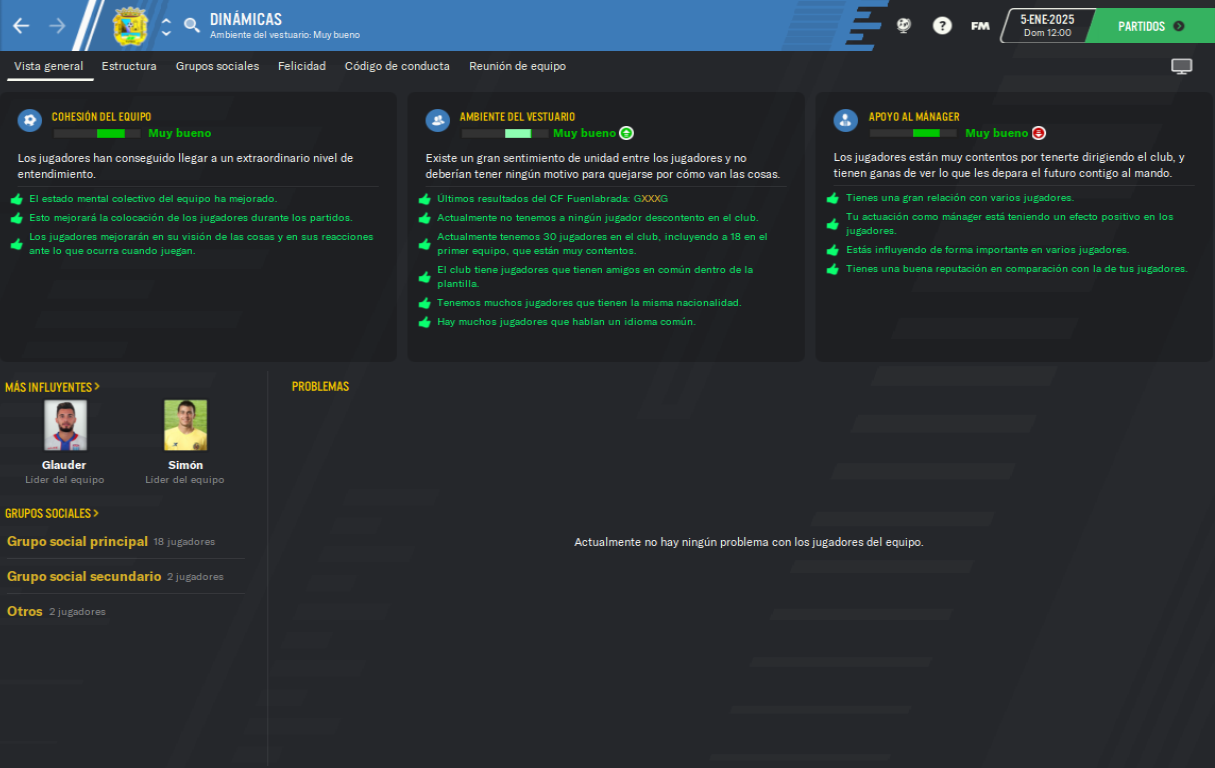 DINÁMICAS
Ambiente del vestuario: Muy bueno
?
FM
5-ENE-2025
Dom 12:00
PARTIDOS
Vista general
Estructura
Grupos sociales
Felicidad
Código de conducta
Reunión de equipo
COHESIÓN DEL EQUIPO
Muy bueno
Los jugadores han conseguido llegar a un extraordinario nivel de
entendimiento.
El estado mental colectivo del equipo ha mejorado.
Esto mejorará la colocación de los jugadores durante los partidos.
Los jugadores mejorarán en su visión de las cosas y en sus reacciones
ante lo que ocurra cuando juegan.
AMBIENTE DEL VESTUARIO
Muy bueno
Existe un gran sentimiento de unidad entre los jugadores y no
deberían tener ningún motivo para quejarse por cómo van las cosas.
Últimos resultados del CF Fuenlabrada: GXXXG
Actualmente no tenemos a ningún jugador descontento en el club.
Actualmente tenemos 30 jugadores en el club, incluyendo a 18 en el
primer equipo, que están muy contentos.
El club tiene jugadores que tienen amigos en común dentro de la
plantilla.
Tenemos muchos jugadores que tienen la misma nacionalidad.
Hay muchos jugadores que hablan un idioma común.
APOYO AL MÁNAGER
Muy bueno
Los jugadores están muy contentos por tenerte dirigiendo el club, y
tienen ganas de ver lo que les depara el futuro contigo al mando.
Tienes una gran relación con varios jugadores.
Tu actuación como mánager está teniendo un efecto positivo en los
jugadores.
Estás influyendo de forma importante en varios jugadores.
Tienes una buena reputación en comparación con la de tus jugadores.
MÁS INFLUYENTES >
Glauder
Líder del equipo
Simón
Líder del equipo
GRUPOS SOCIALES >
Grupo social principal 18 jugadores
Grupo social secundario 2 jugadores
Otros 2 jugadores
PROBLEMAS
Actualmente no hay ningún problema con los jugadores del equipo.